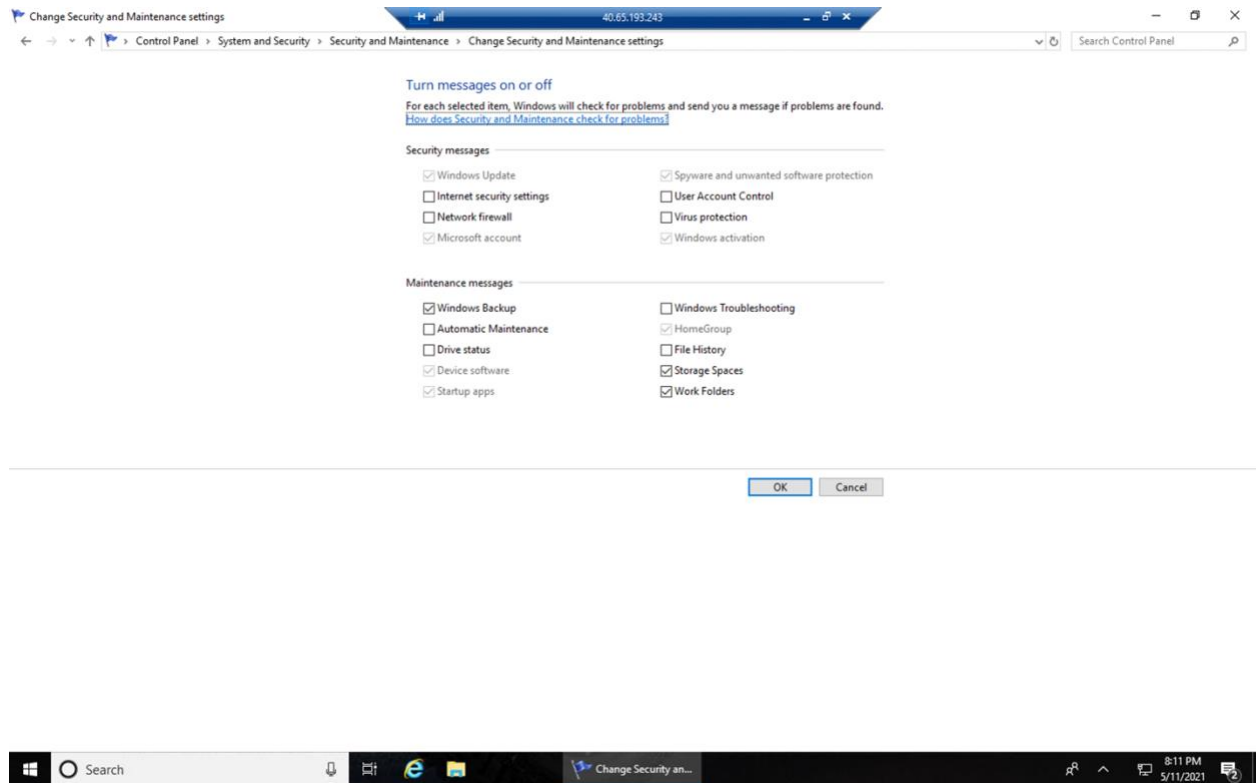 Change Security and Maintenance settings
40.65.193.243
Control Panel > System and Security > Security and Maintenance > Change Security and Maintenance settings
Search Control Panel
Turn messages on or off
For each selected item, Windows will check for problems and send you a message if problems are found.
How does Security and Maintenance check for problems?
Security messages
Windows Update
Spyware and unwanted software protection
Internet security settings
User Account Control
Network firewall
Virus protection
Microsoft account
Windows activation
Maintenance messages
Windows Backup
Windows Troubleshooting
Automatic Maintenance
HomeGroup
Drive status
File History
Device software
Storage Spaces
Startup apps
Work Folders
OK
Cancel
Search
Change Security an...
8:11 PM
5/11/2021
2